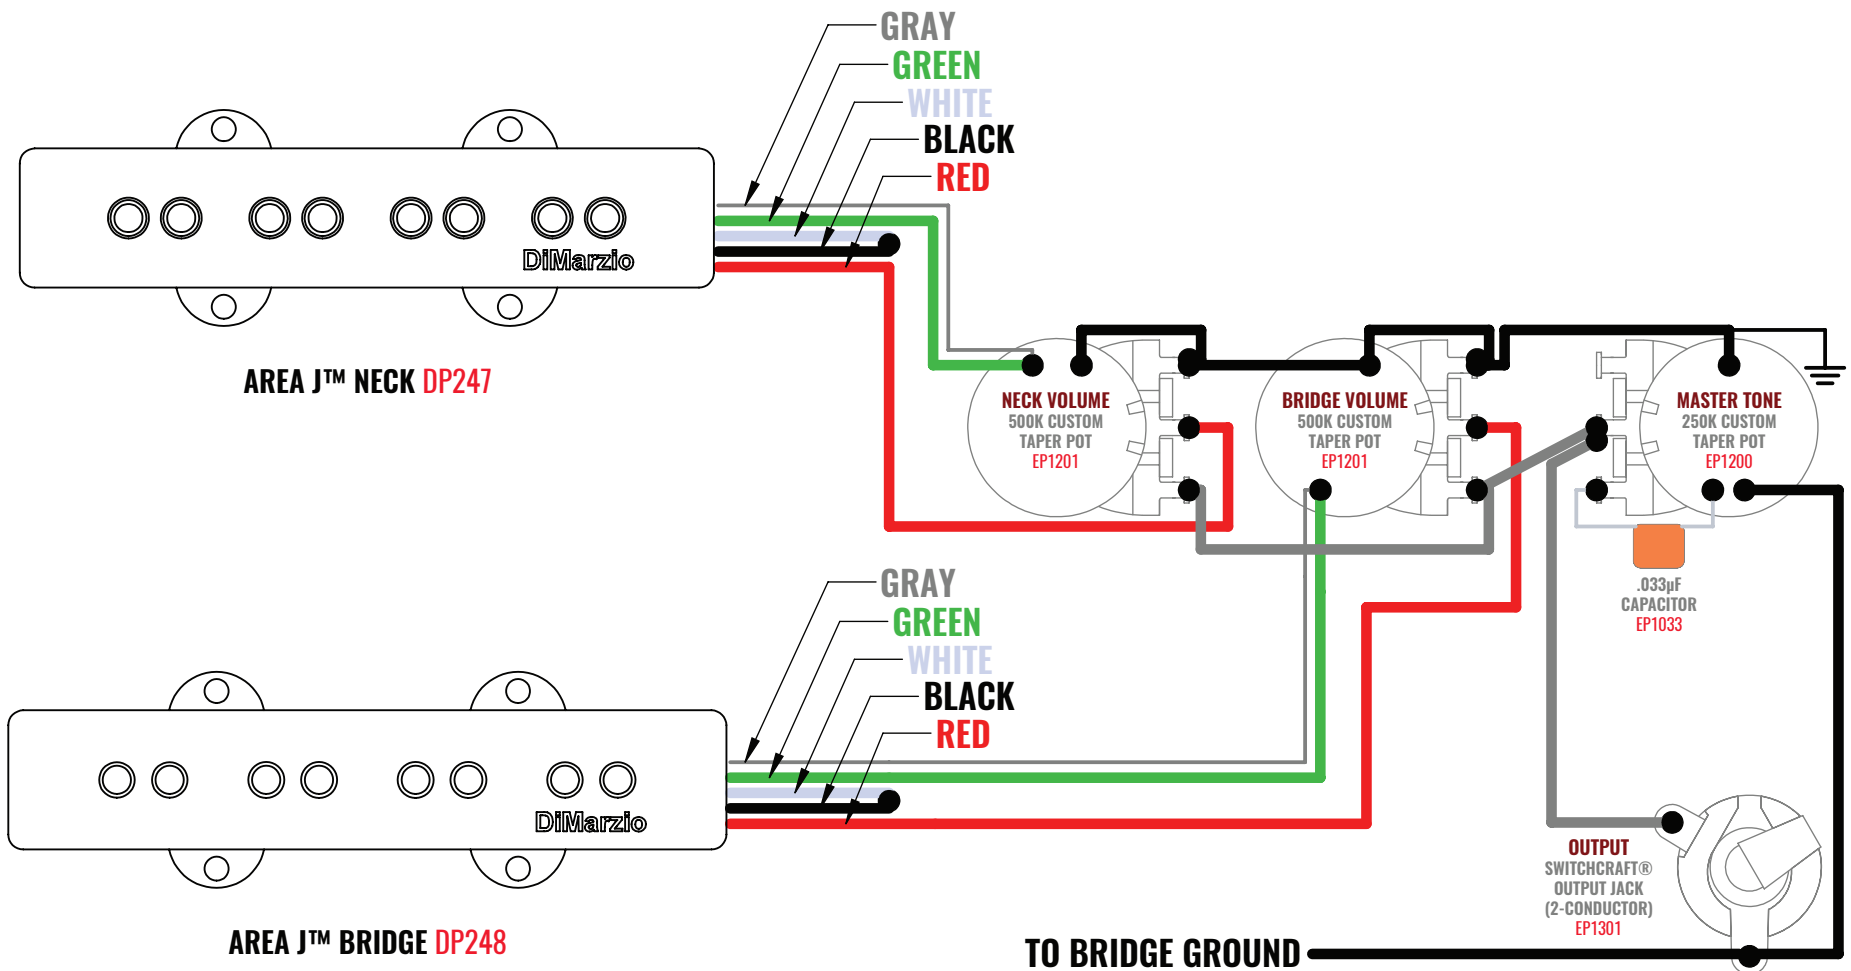 GRAY
GREEN
WHITE
BLACK
RED
DiMarzio
AREA J™ NECK DP247
NECK VOLUME
500K CUSTOM
TAPER POT
EP1201
BRIDGE VOLUME
500K CUSTOM
TAPER POT
EP1201
MASTER TONE
250K CUSTOM
TAPER POT
EP1200
.033µF
CAPACITOR
EP1033
GRAY
GREEN
WHITE
BLACK
RED
DiMarzio
AREA J™ BRIDGE DP248
OUTPUT
SWITCHCRAFT®
OUTPUT JACK
(2-CONDUCTOR)
EP1301
TO BRIDGE GROUND